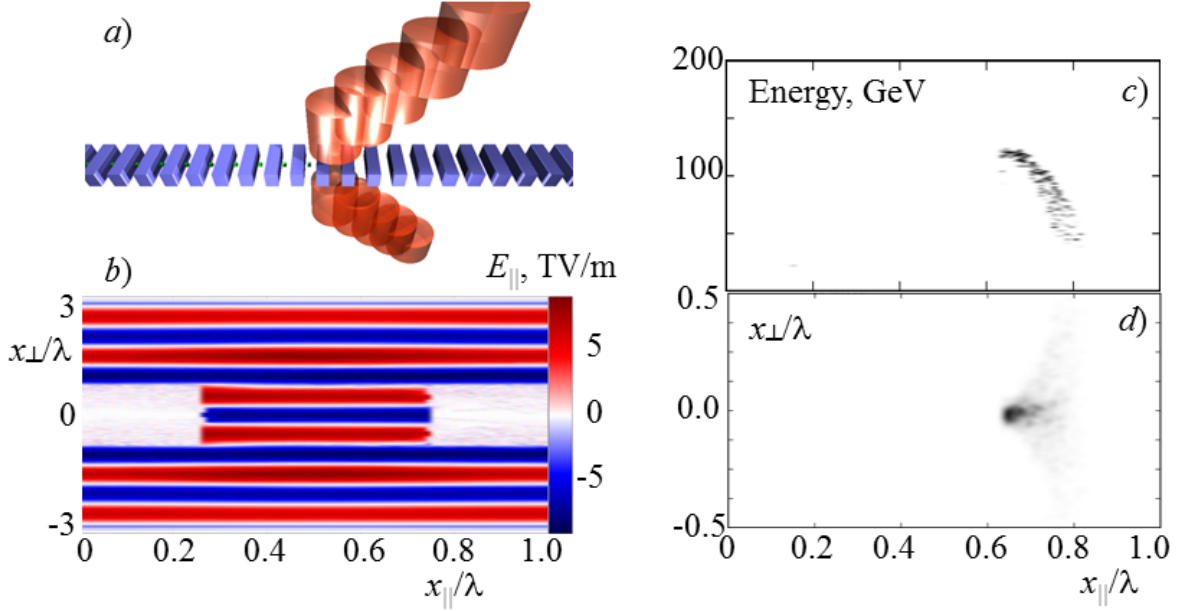 a)
b)
E||, TV/m
3
x⊥/λ
0
-3
5
0
-5
0 0.2 0.4 0.6 0.8 1.0
x||/λ
200
Energy, GeV
c)
100
0.5
x⊥/λ
d)
0.0
-0.5
0 0.2 0.4 0.6 0.8 1.0
x||/λ